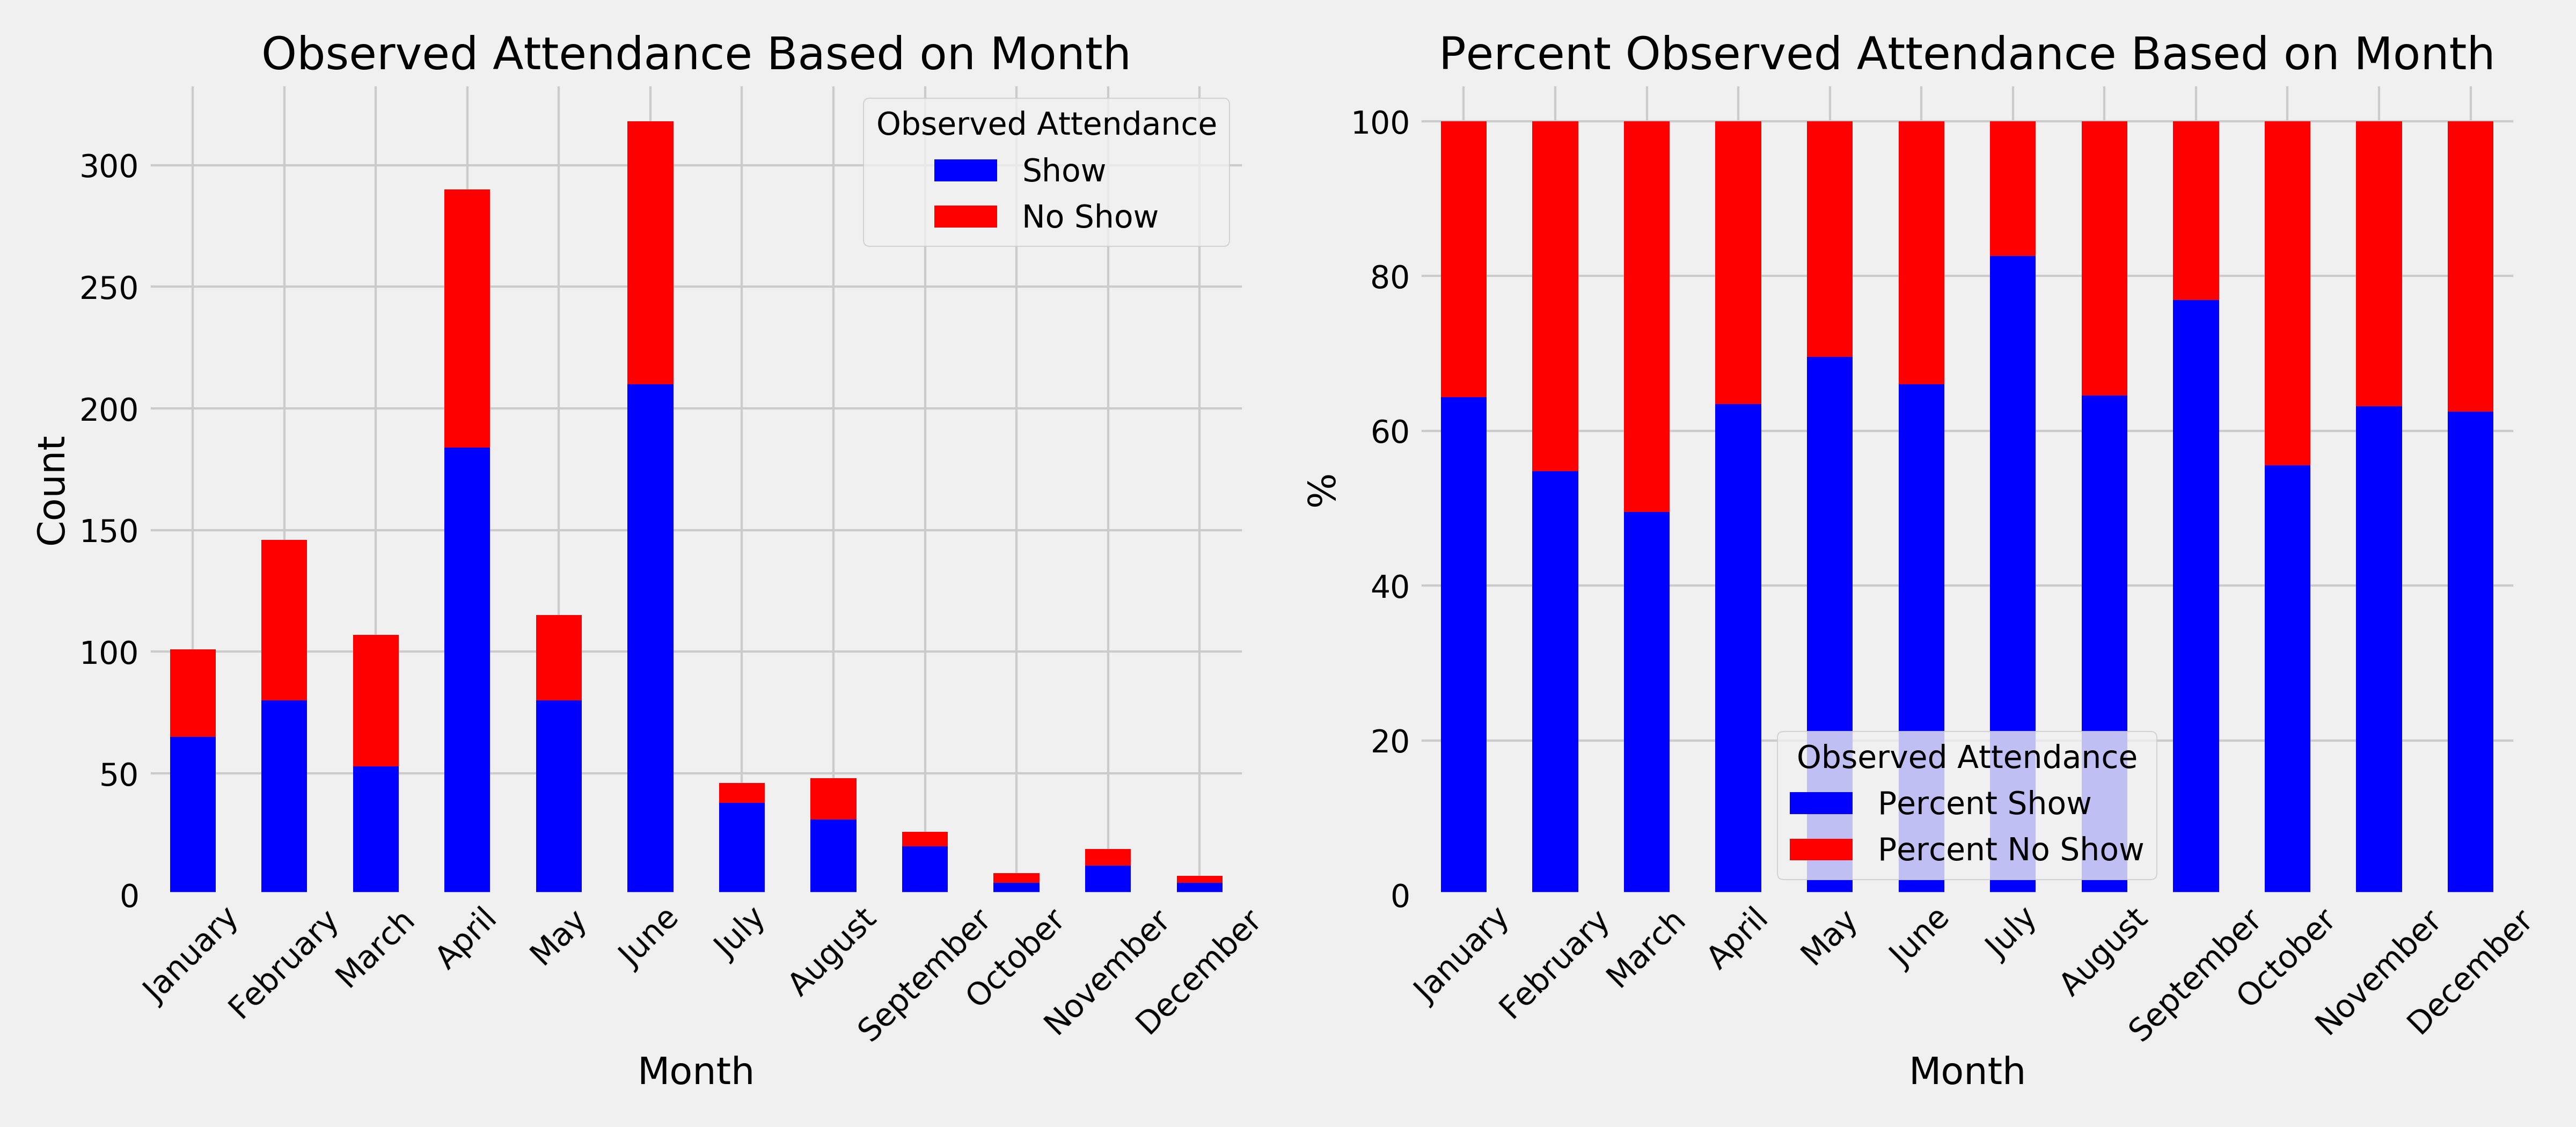 Observed Attendance Based on Month
Observed Attendance
Show
No Show
300
250
200
150
100
50
0
Count
January
February
March
April
May
June
July
August
September
October
November
December
Month
Percent Observed Attendance Based on Month
100
80
60
40
20
0
%
Observed Attendance
Percent Show
Percent No Show
January
February
March
April
May
June
July
August
September
October
November
December
Month